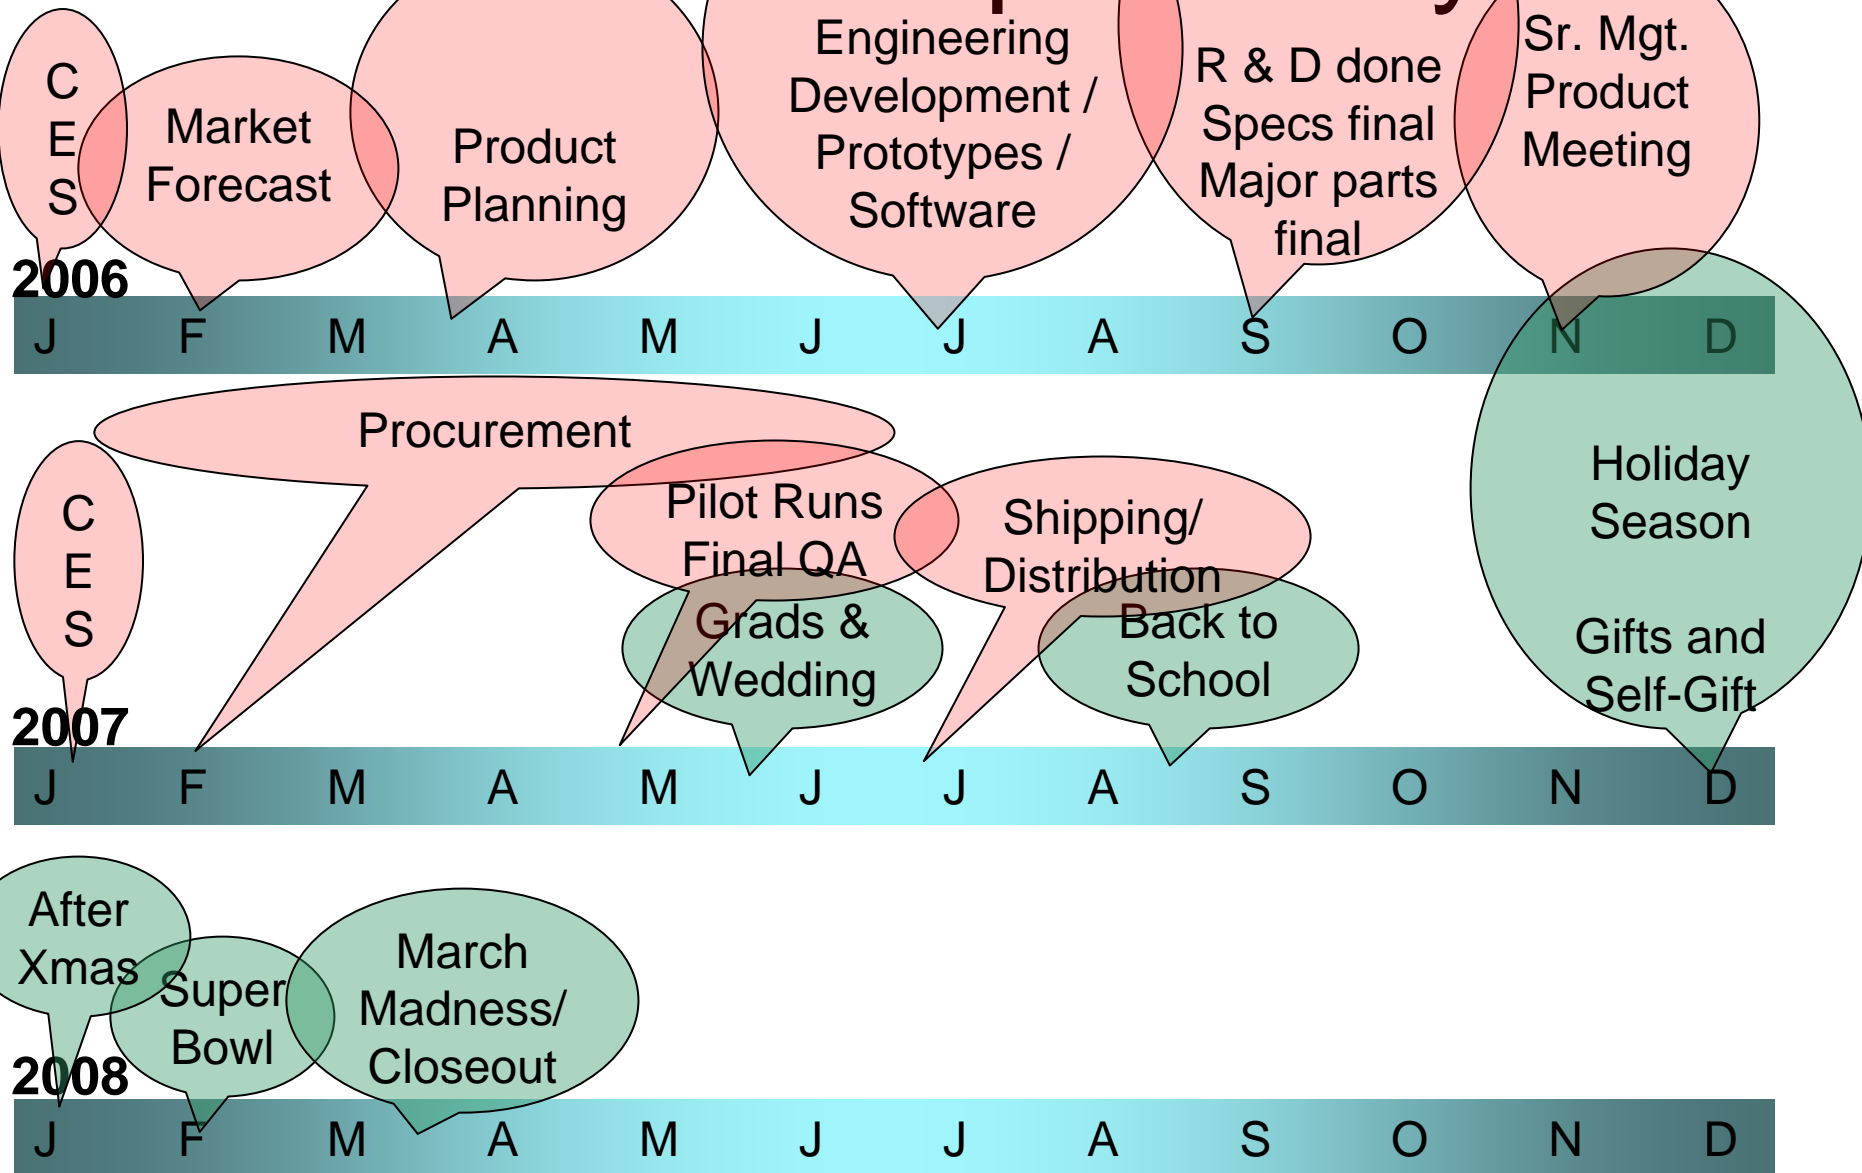 C
E
S
Market
Forecast
Product
Planning
Engineering
Development /
Prototypes /
Software
R & D done
Specs final
Major parts
final
Sr. Mgt.
Product
Meeting
2006
J F M A M J J A S O N D
Procurement
C
E
S
Pilot Runs
Final QA
Grads &
Wedding
Shipping/
Distribution
Back to
School
Holiday
Season
Gifts and
Self-Gift
2007
J F M A M J J A S O N D
After
Xmas
Super
Bowl
March
Madness/
Closeout
2008
J F M A M J J A S O N D